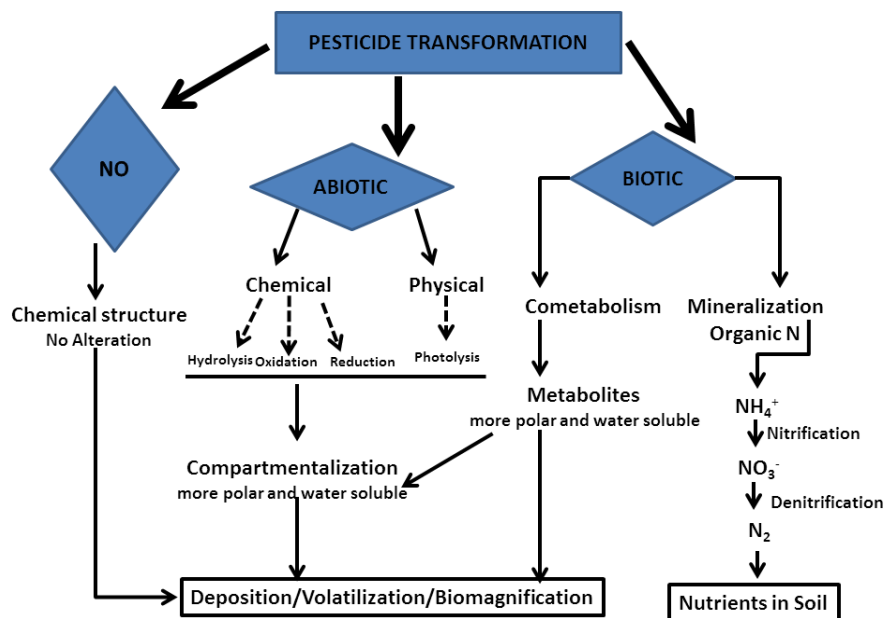 PESTICIDE TRANSFORMATION
NO
ABIOTIC
BIOTIC
Chemical
Physical
Chemical structure
No Alteration
Cometabolism
Mineralization
Organic N
Hydrolysis
Oxidation
Reduction
Photolysis
Metabolites
more polar and water soluble
NH₄⁺
Nitrification
Compartmentalization
more polar and water soluble
NO₃⁻
Denitrification
N₂
Deposition/Volatilization/Biomagnification
Nutrients in Soil